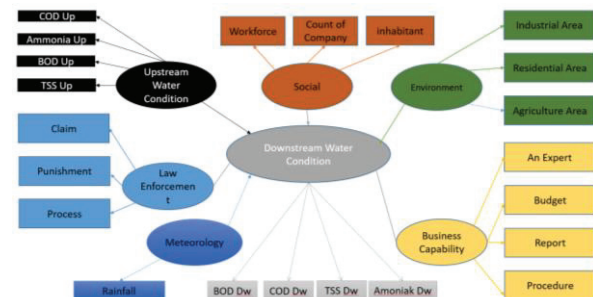 COD Up
Ammonia Up
BOD Up
TSS Up
Upstream
Water
Condition
Workforce
Count of
Company
inhabitant
Social
Industrial Area
Residential Area
Agriculture Area
Environment
Claim
Punishment
Process
Law
Enforcemen
t
Downstream Water
Condition
Meteorology
Rainfall
BOD Dw
COD Dw
TSS Dw
Amoniak Dw
Business
Capability
An Expert
Budget
Report
Procedure